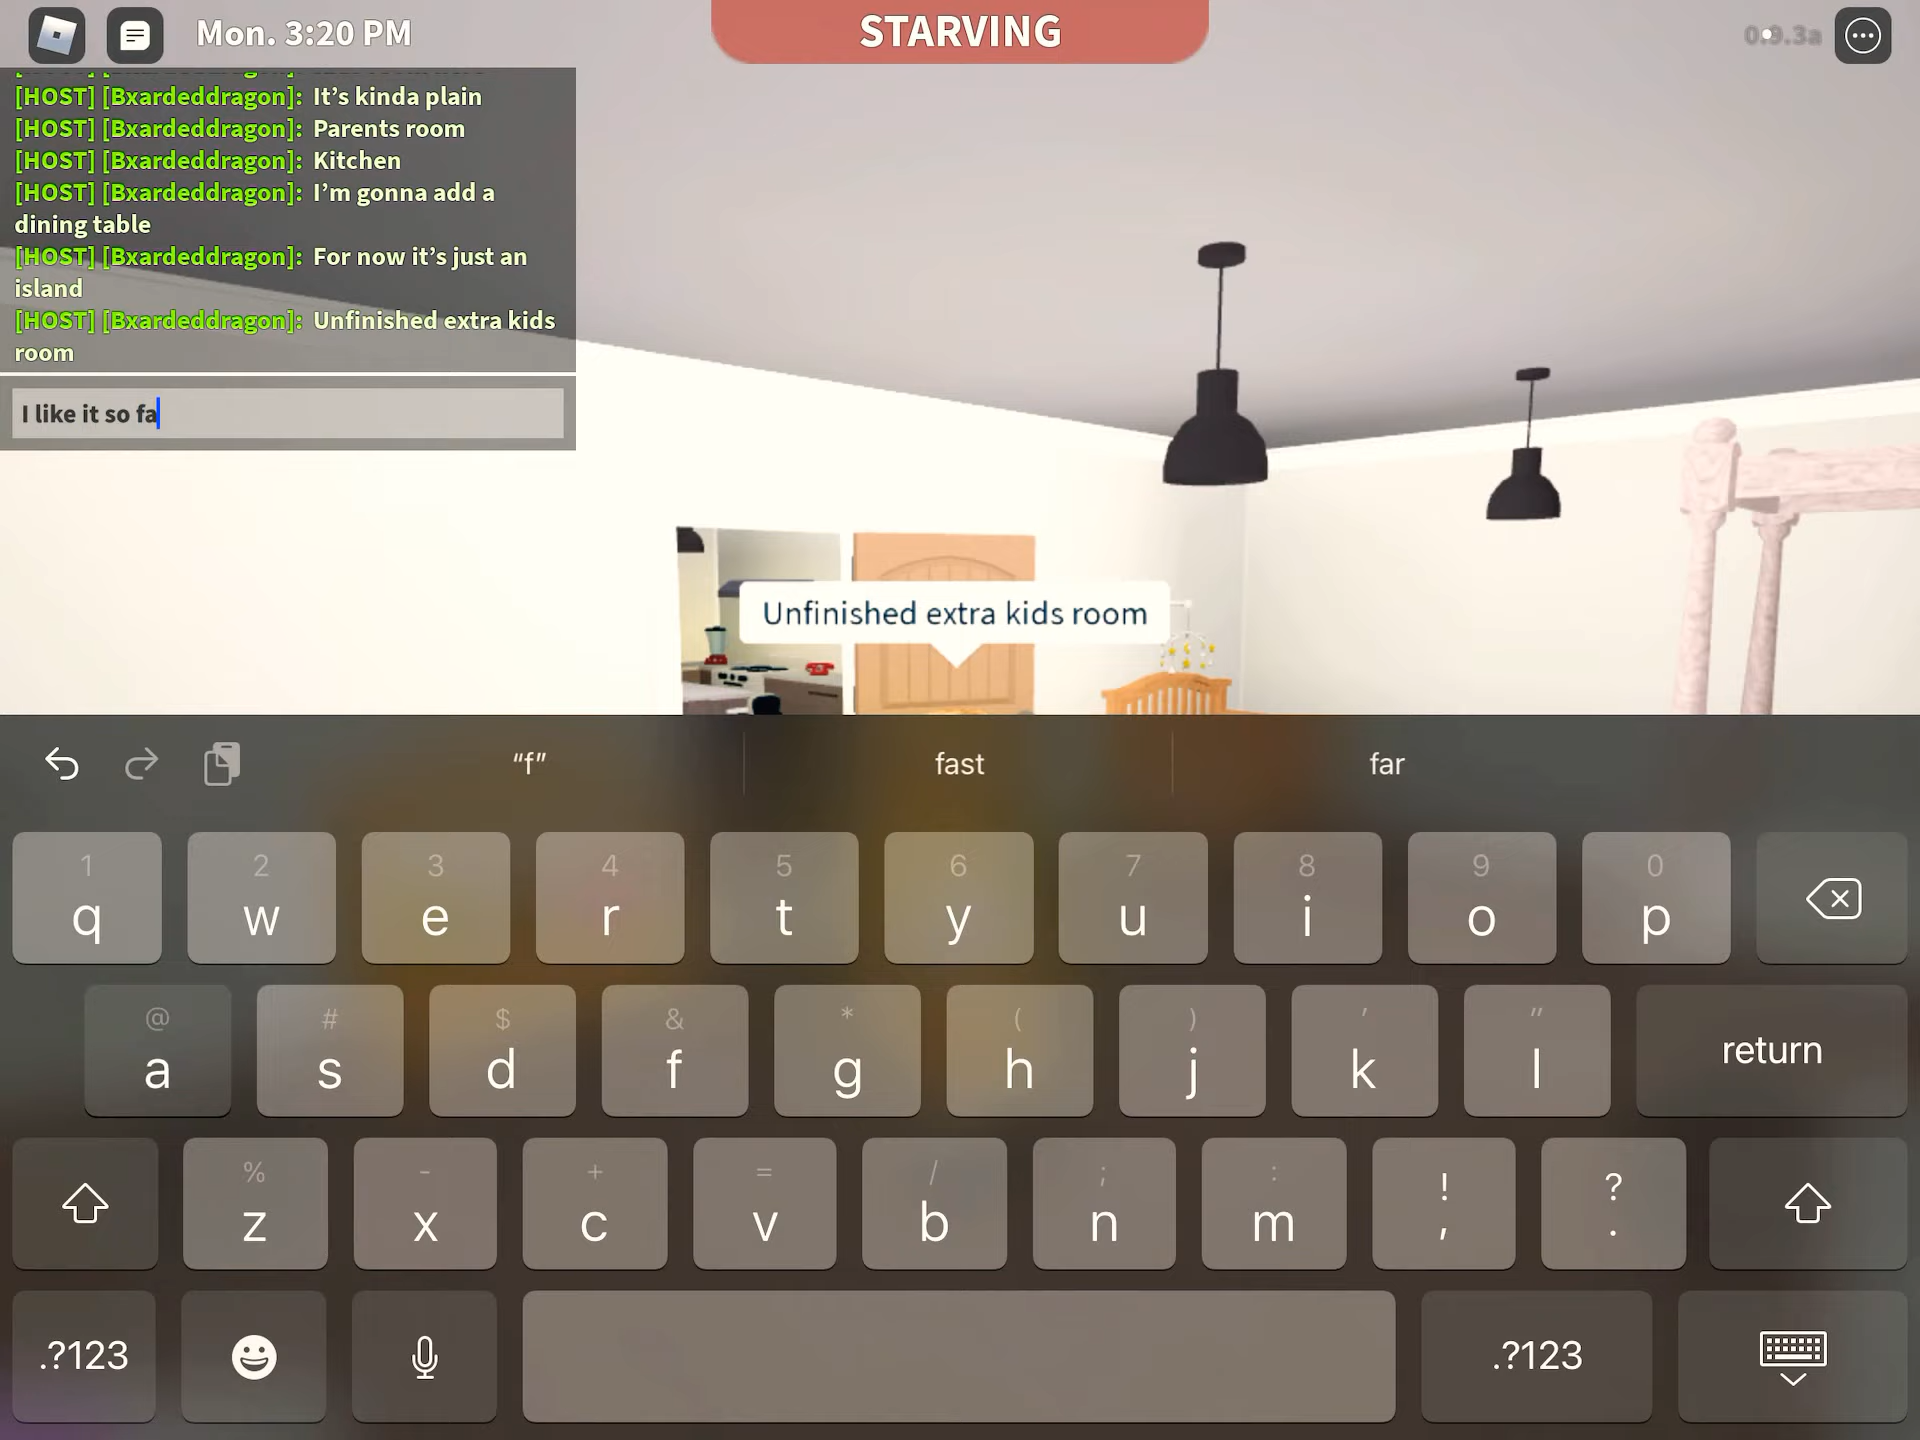 Mon. 3:20 PM
STARVING
[HOST] [Bxardeddragon]: It's kinda plain
[HOST] [Bxardeddragon]: Parents room
[HOST] [Bxardeddragon]: Kitchen
[HOST] [Bxardeddragon]: I'm gonna add a
dining table
[HOST] [Bxardeddragon]: For now it's just an
island
[HOST] [Bxardeddragon]: Unfinished extra kids
room
I like it so fa
Unfinished extra kids room
“f” fast far
1 2 3 4 5 6 7 8 9 0
q w e r t y u i o p
@ # $ & * ( ) ' "
a s d f g h j k l return
% - + = / ; : ! ?
z x c v b n m , .
.?123 .?123